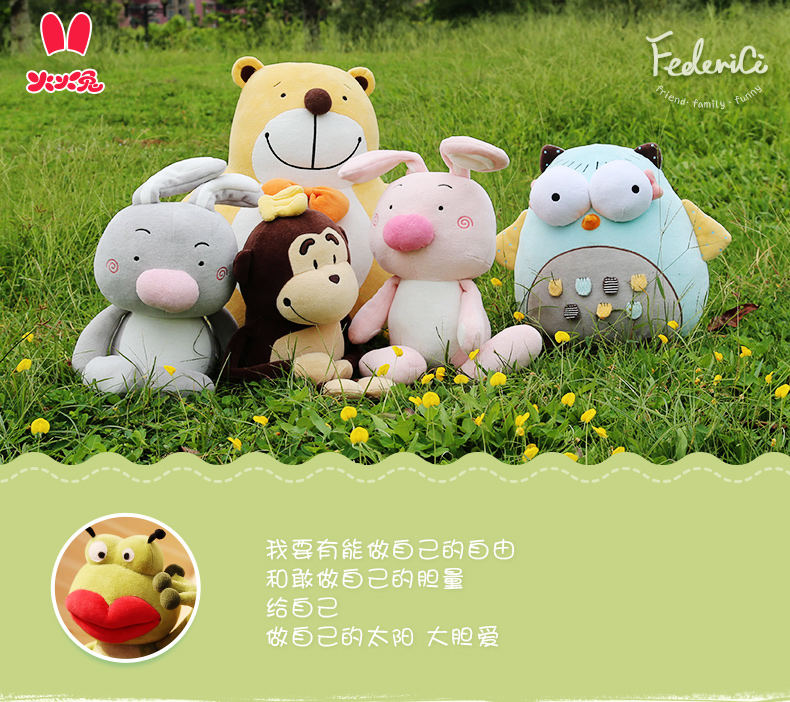 火火兔
Federici
friend · family · funny
我要有能做自己的自由
和敢做自己的胆量
给自己
做自己的太阳 大胆爱